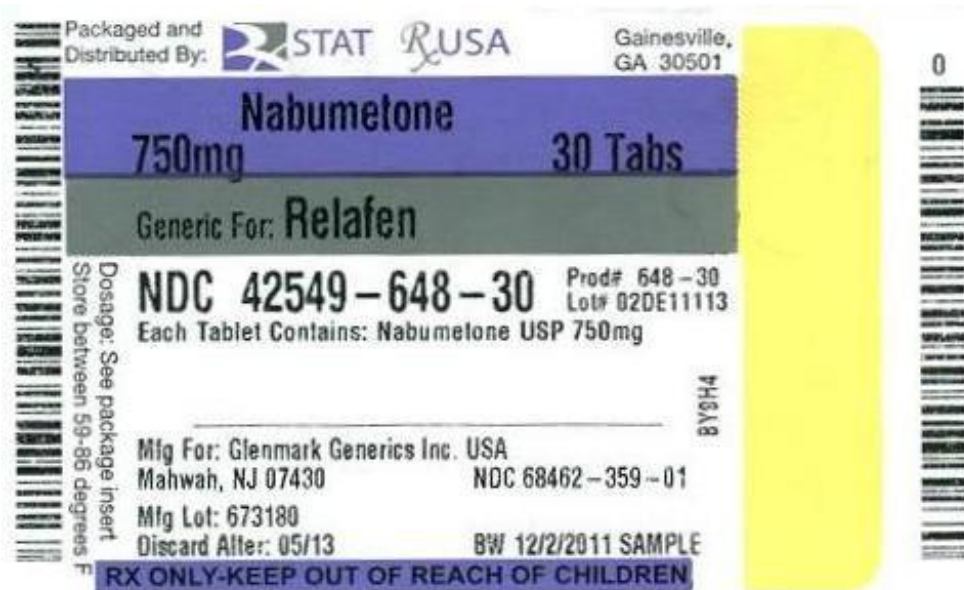 Packaged and
Distributed By:
STAT RxUSA
Gainesville,
GA 30501
Nabumetone
750mg 30 Tabs
Generic For: Relafen
NDC 42549-648-30
Prod# 648-30
Lot# 02DE11113
Each Tablet Contains: Nabumetone USP 750mg
Dosage: See package insert
Store between 59-86 degrees F
BY9H4
Mfg For: Glenmark Generics Inc. USA
Mahwah, NJ 07430 NDC 68462-359-01
Mfg Lot: 673180
Discard After: 05/13 BW 12/2/2011 SAMPLE
RX ONLY-KEEP OUT OF REACH OF CHILDREN
0